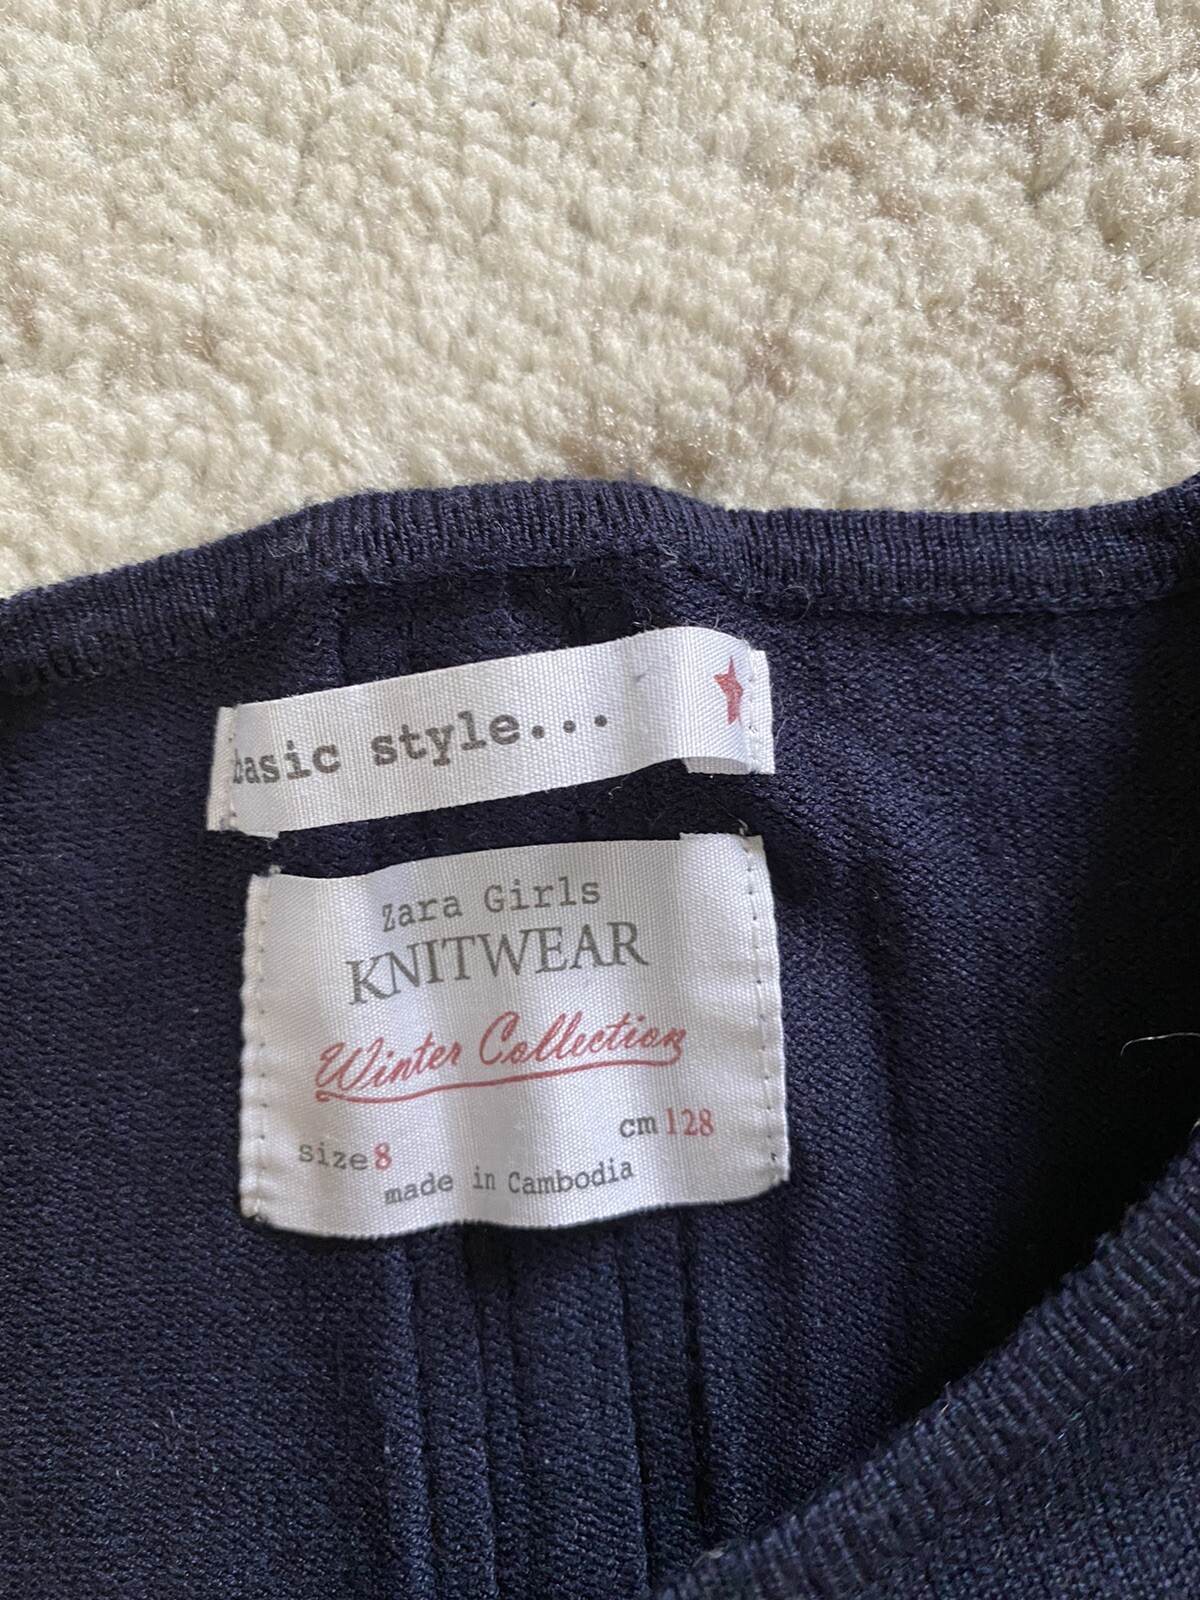 basic style...
Zara Girls
KNITWEAR
Winter Collection
size 8 cm 128
made in Cambodia